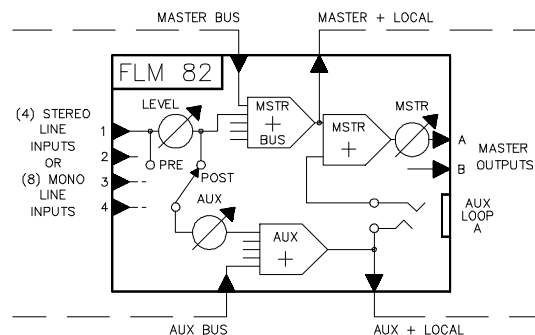 MASTER BUS
MASTER + LOCAL
FLM 82
(4) STEREO
LINE
INPUTS
OR
(8) MONO
LINE
INPUTS
1
2
3
4
LEVEL
PRE
POST
AUX
MSTR
+
BUS
MSTR
+
MSTR
AUX
+
A
B
MASTER
OUTPUTS
AUX
LOOP
A
AUX BUS
AUX + LOCAL